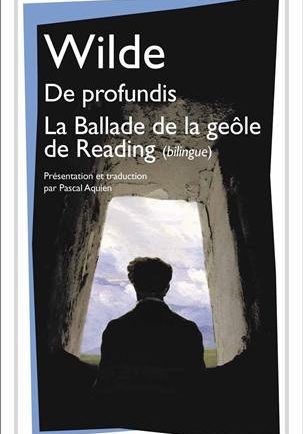 Wilde
De profundis
La Ballade de la geôle
de Reading (bilingue)
Présentation et traduction
par Pascal Aquien